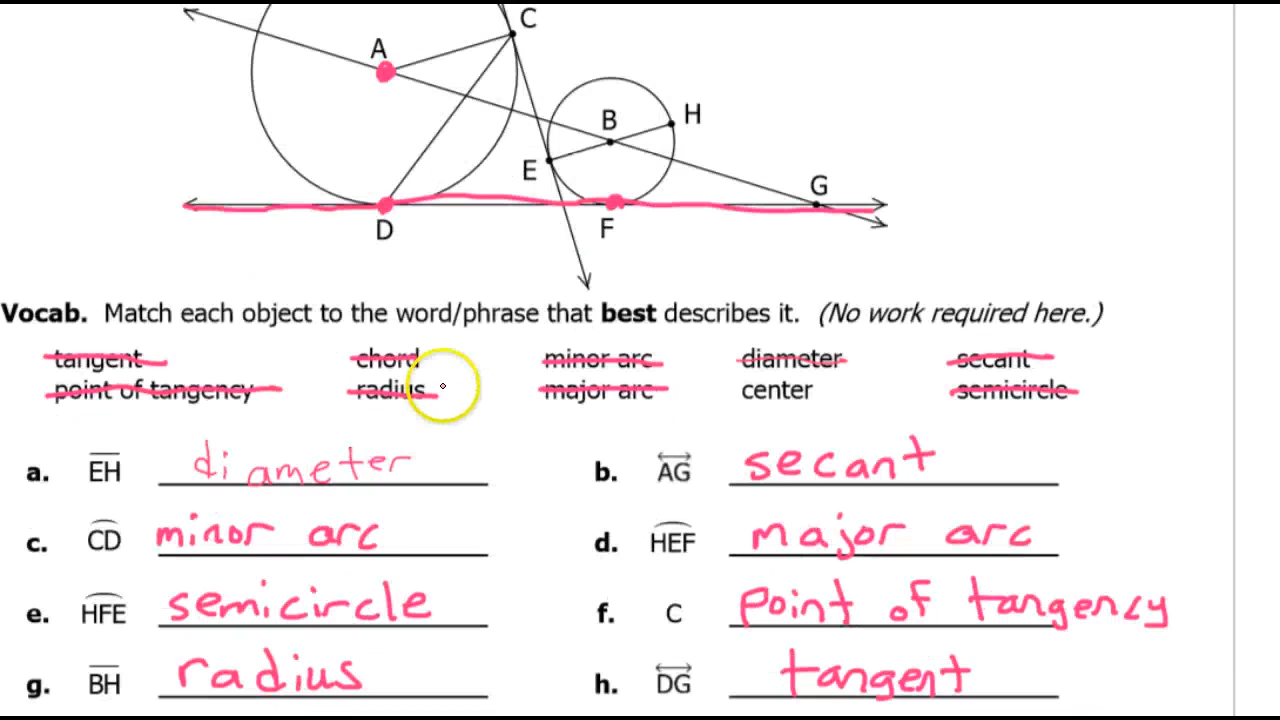 C
A
B
H
E
G
D
F
Vocab. Match each object to the word/phrase that best describes it. (No work required here.)
tangent chord minor arc diameter secant
point of tangency radius major arc center semicircle
a. EH diameter b. AG secant
c. CD minor arc d. HEF major arc
e. HFE semicircle f. C point of tangency
g. BH radius h. DG tangent